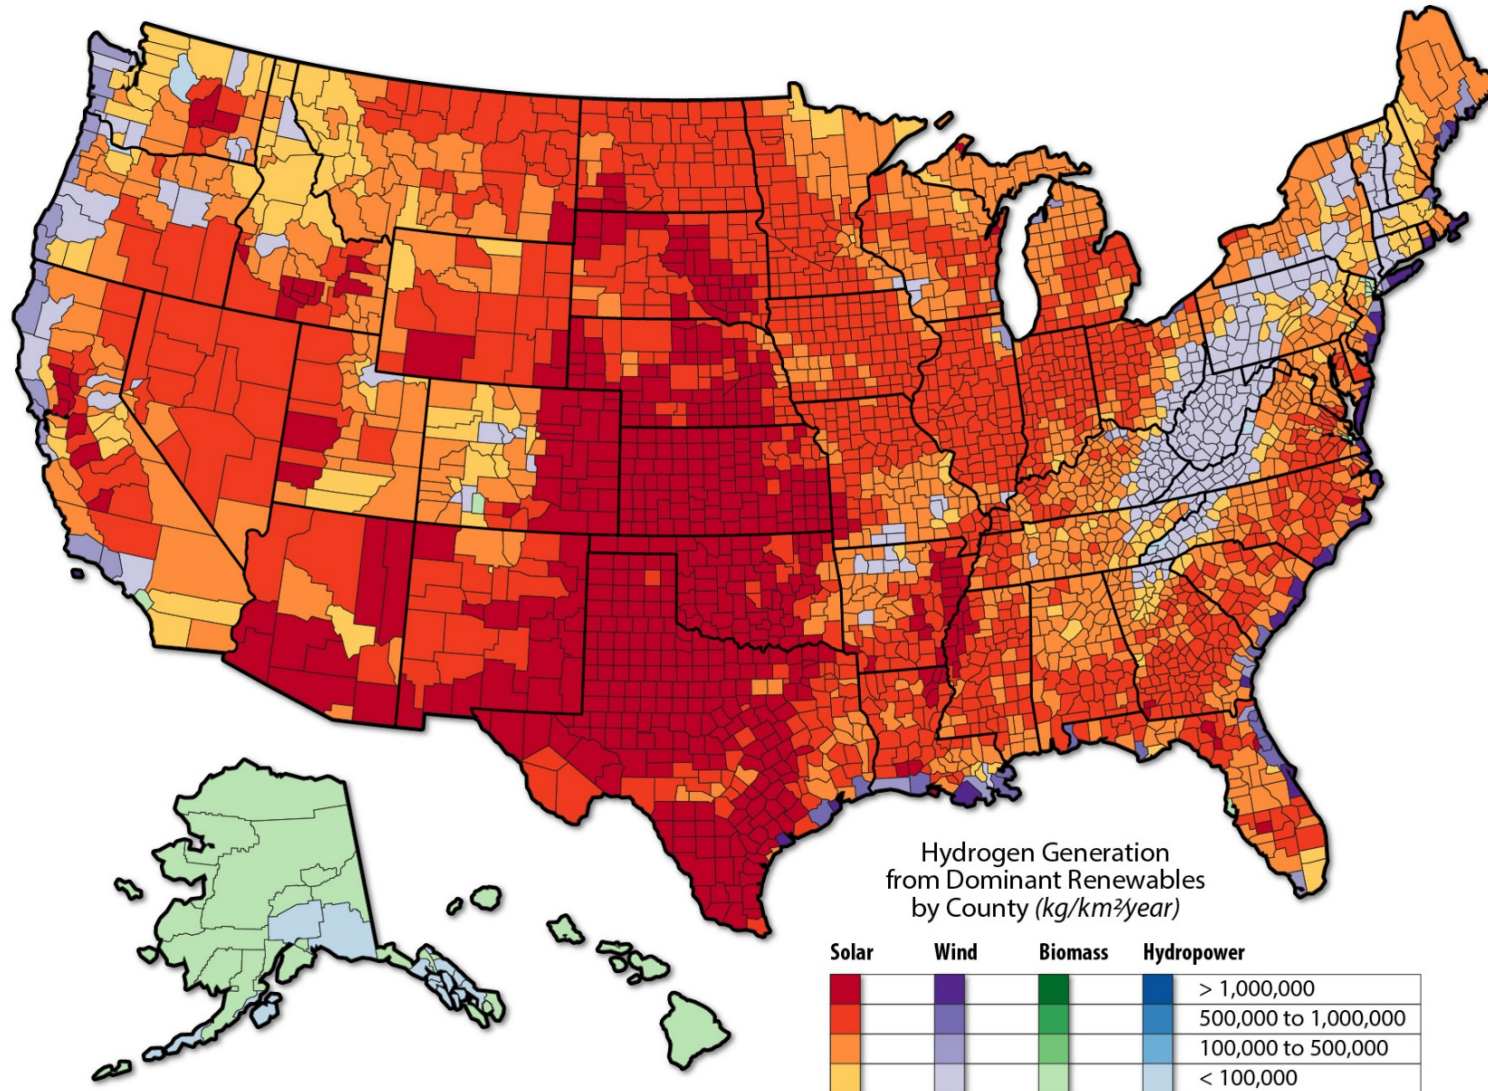 Hydrogen Generation
from Dominant Renewables
by County (kg/km²/year)
Solar Wind Biomass Hydropower
> 1,000,000
500,000 to 1,000,000
100,000 to 500,000
< 100,000